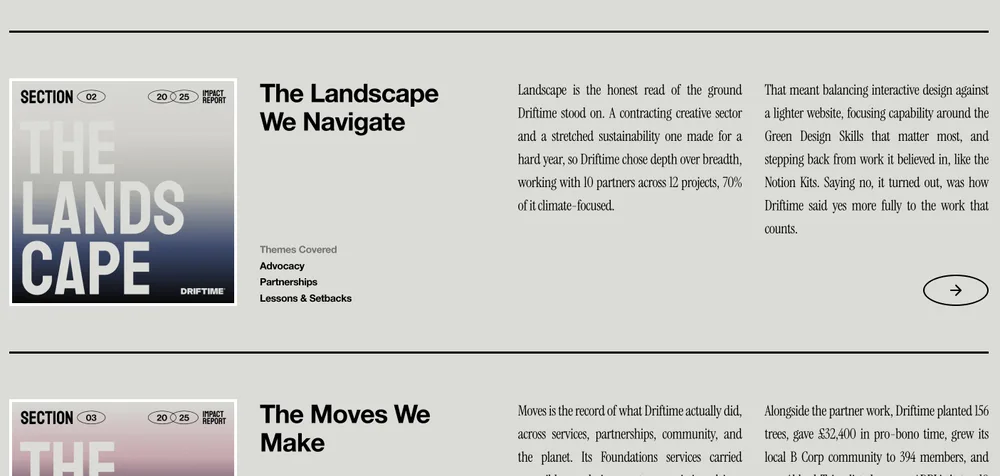 SECTION 02
20 25 IMPACT REPORT
THE
LANDS
CAPE
DRIFTIME
The Landscape
We Navigate
Themes Covered
Advocacy
Partnerships
Lessons & Setbacks
Landscape is the honest read of the ground
Driftime stood on. A contracting creative sector
and a stretched sustainability one made for a
hard year, so Driftime chose depth over breadth,
working with 10 partners across 12 projects, 70%
of it climate-focused.
That meant balancing interactive design against
a lighter website, focusing capability around the
Green Design Skills that matter most, and
stepping back from work it believed in, like the
Notion Kits. Saying no, it turned out, was how
Driftime said yes more fully to the work that
counts.
SECTION 03
20 25 IMPACT REPORT
THE
The Moves We
Make
Moves is the record of what Driftime actually did,
across services, partnerships, community, and
the planet. Its Foundations services carried
Alongside the partner work, Driftime planted 156
trees, gave £32,400 in pro-bono time, grew its
local B Corp community to 394 members, and